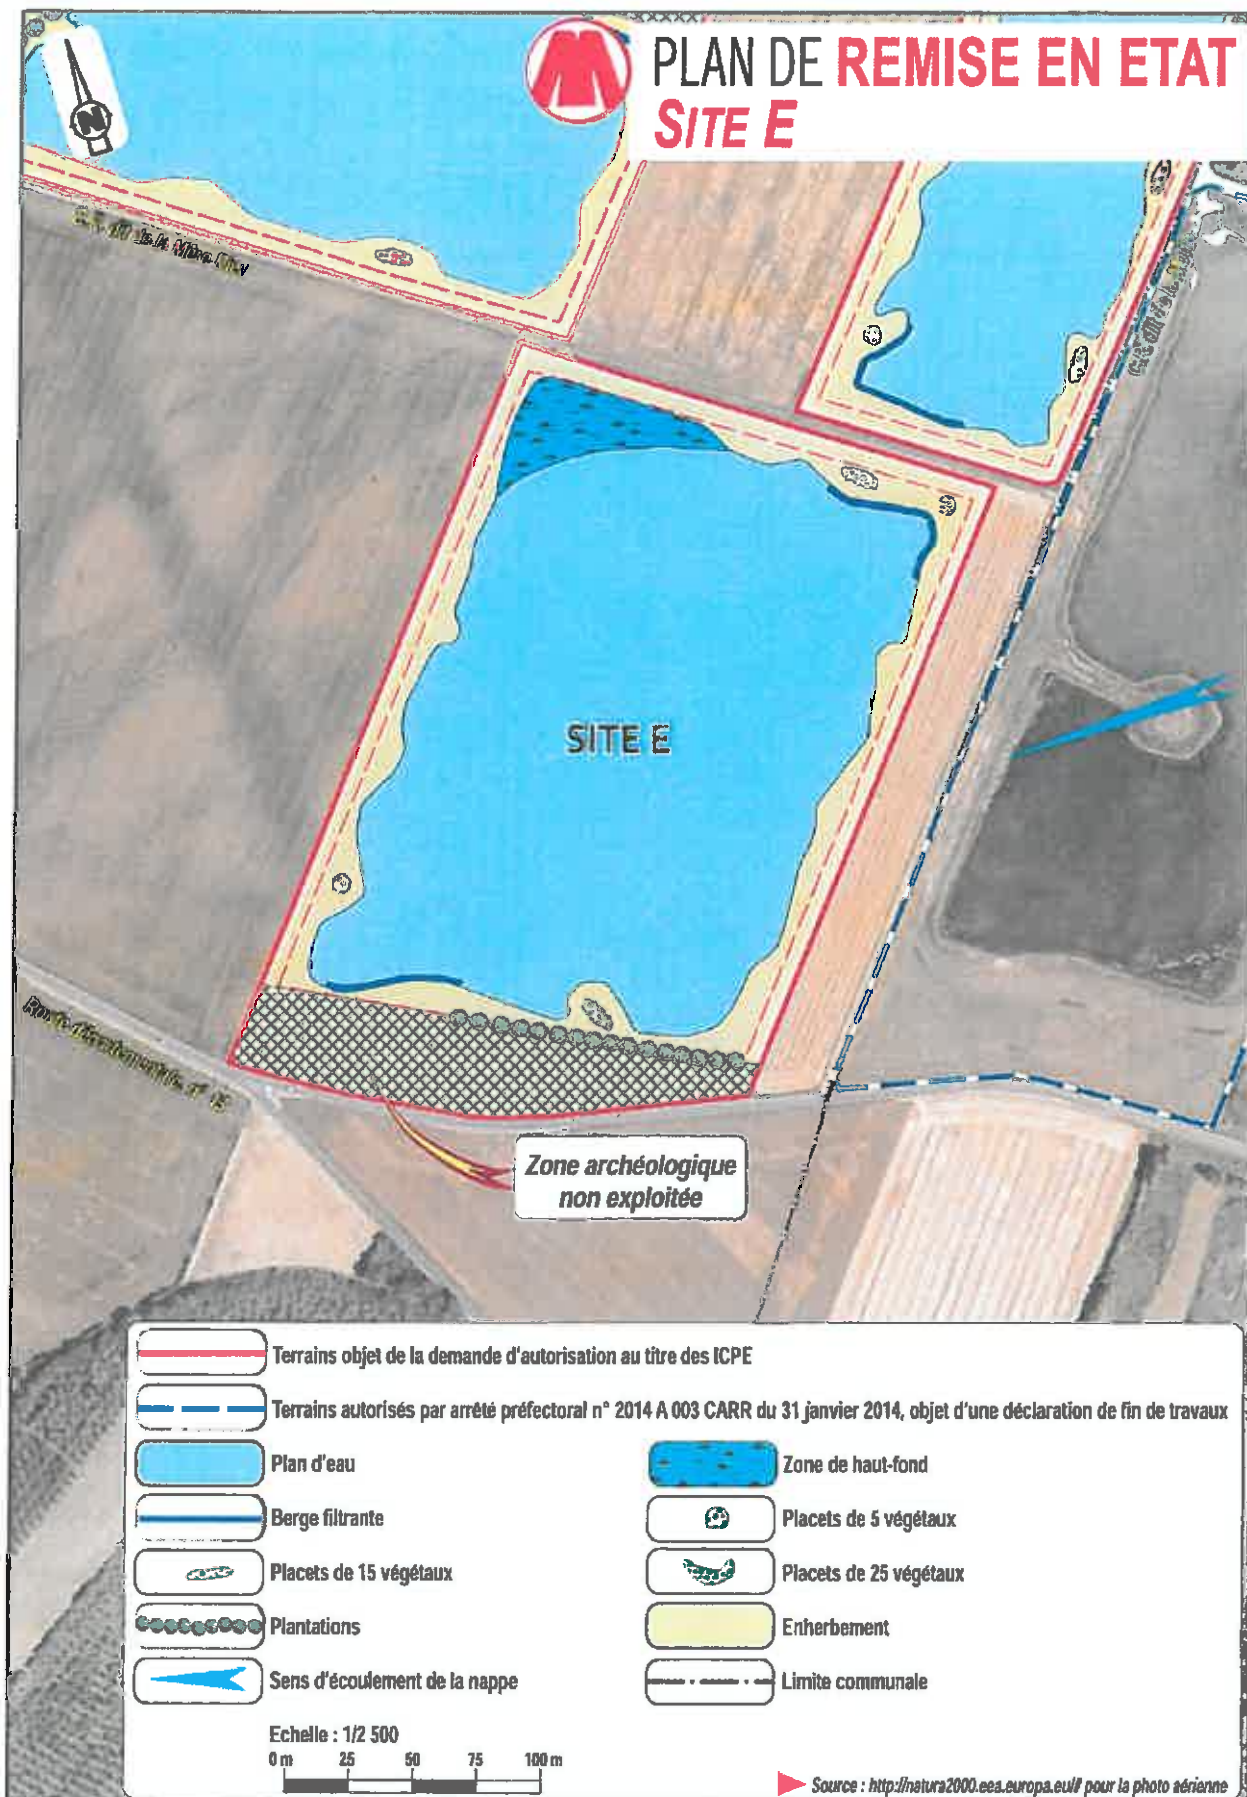 PLAN DE REMISE EN ETAT
SITE E
N
SITE E
Zone archéologique
non exploitée
Terrains objet de la demande d'autorisation au titre des ICPE
Terrains autorisés par arrêté préfectoral n° 2014 A 003 CARR du 31 janvier 2014, objet d'une déclaration de fin de travaux
Plan d'eau
Zone de haut-fond
Berge filtrante
Placets de 5 végétaux
Placets de 15 végétaux
Placets de 25 végétaux
Plantations
Enherbement
Sens d'écoulement de la nappe
Limite communale
Echelle : 1/2 500
0 m 25 50 75 100 m
Source : http://natura2000.eea.europa.eu/# pour la photo aérienne